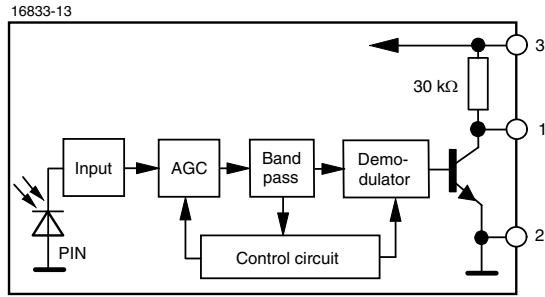 16833-13
3
30 kΩ
1
Input
AGC
Band
pass
Demo-
dulator
2
PIN
Control circuit